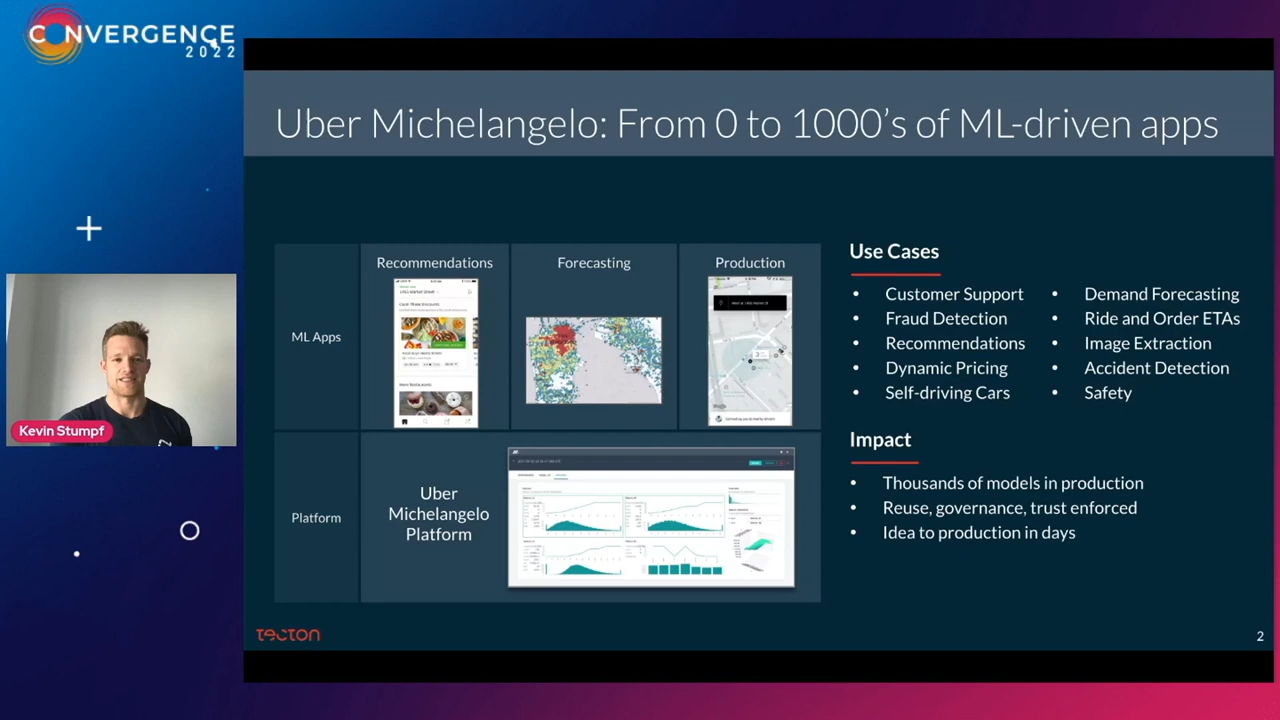 CONVERGENCE
2022
Uber Michelangelo: From 0 to 1000's of ML-driven apps
Recommendations
Forecasting
Production
ML Apps
Platform
Uber
Michelangelo
Platform
Use Cases
• Customer Support
• Fraud Detection
• Recommendations
• Dynamic Pricing
• Self-driving Cars
• Demand Forecasting
• Ride and Order ETAs
• Image Extraction
• Accident Detection
• Safety
Impact
• Thousands of models in production
• Reuse, governance, trust enforced
• Idea to production in days
Kevin Stumpf
tecton
2